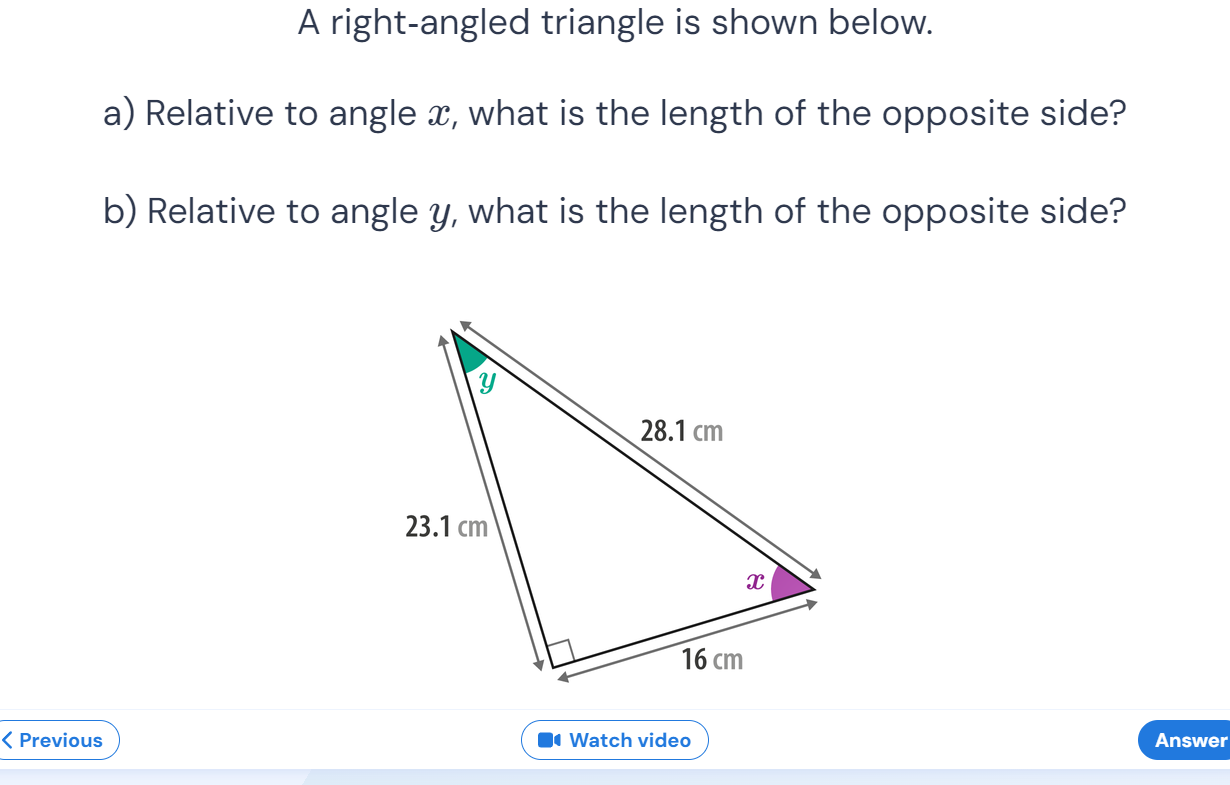 A right-angled triangle is shown below.
a) Relative to angle x, what is the length of the opposite side?
b) Relative to angle y, what is the length of the opposite side?
y
28.1 cm
23.1 cm
x
16 cm
Previous
Watch video
Answer